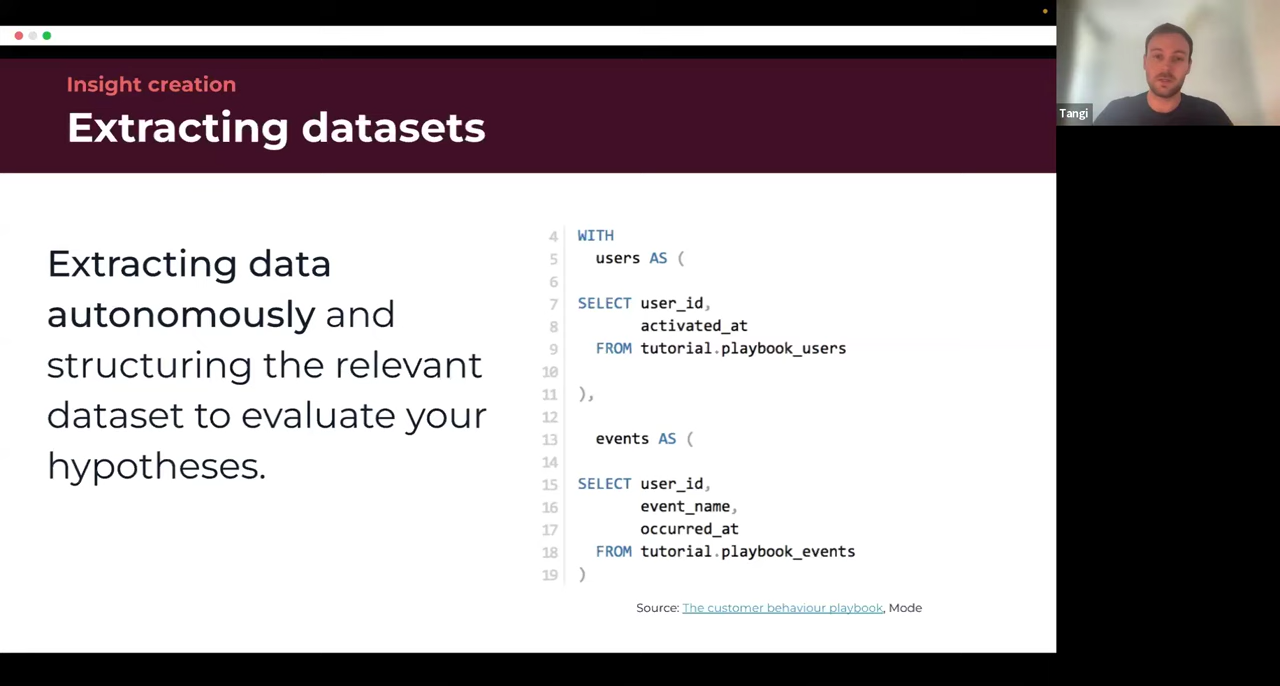 Insight creation
Extracting datasets
Tangi
Extracting data
autonomously and
structuring the relevant
dataset to evaluate your
hypotheses.
4 WITH
5 users AS (
6
7 SELECT user_id,
8 activated_at
9 FROM tutorial.playbook_users
10
11 ),
12
13 events AS (
14
15 SELECT user_id,
16 event_name,
17 occurred_at
18 FROM tutorial.playbook_events
19 )
Source: The customer behaviour playbook, Mode